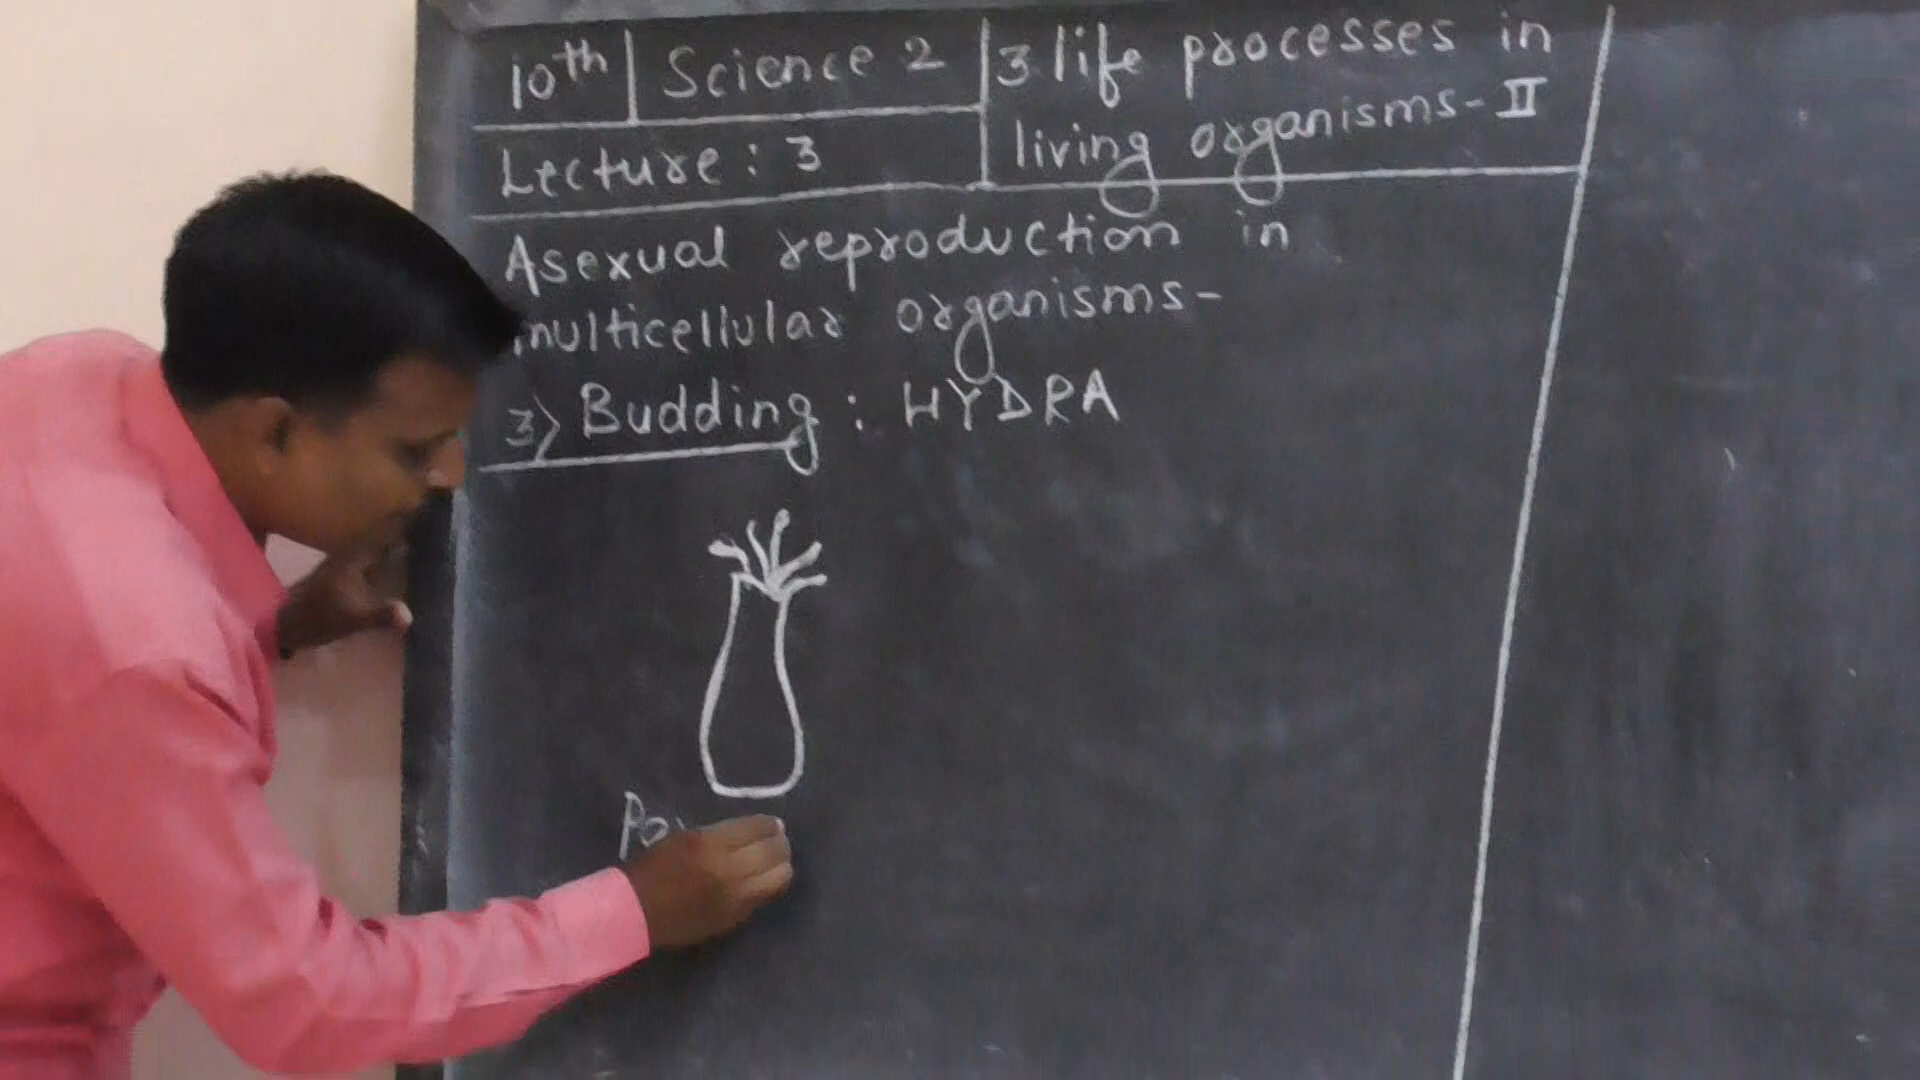 10th Science 2 3 life processes in
living organisms - II
Lecture : 3
Asexual reproduction in
multicellular organisms -
3) Budding : HYDRA